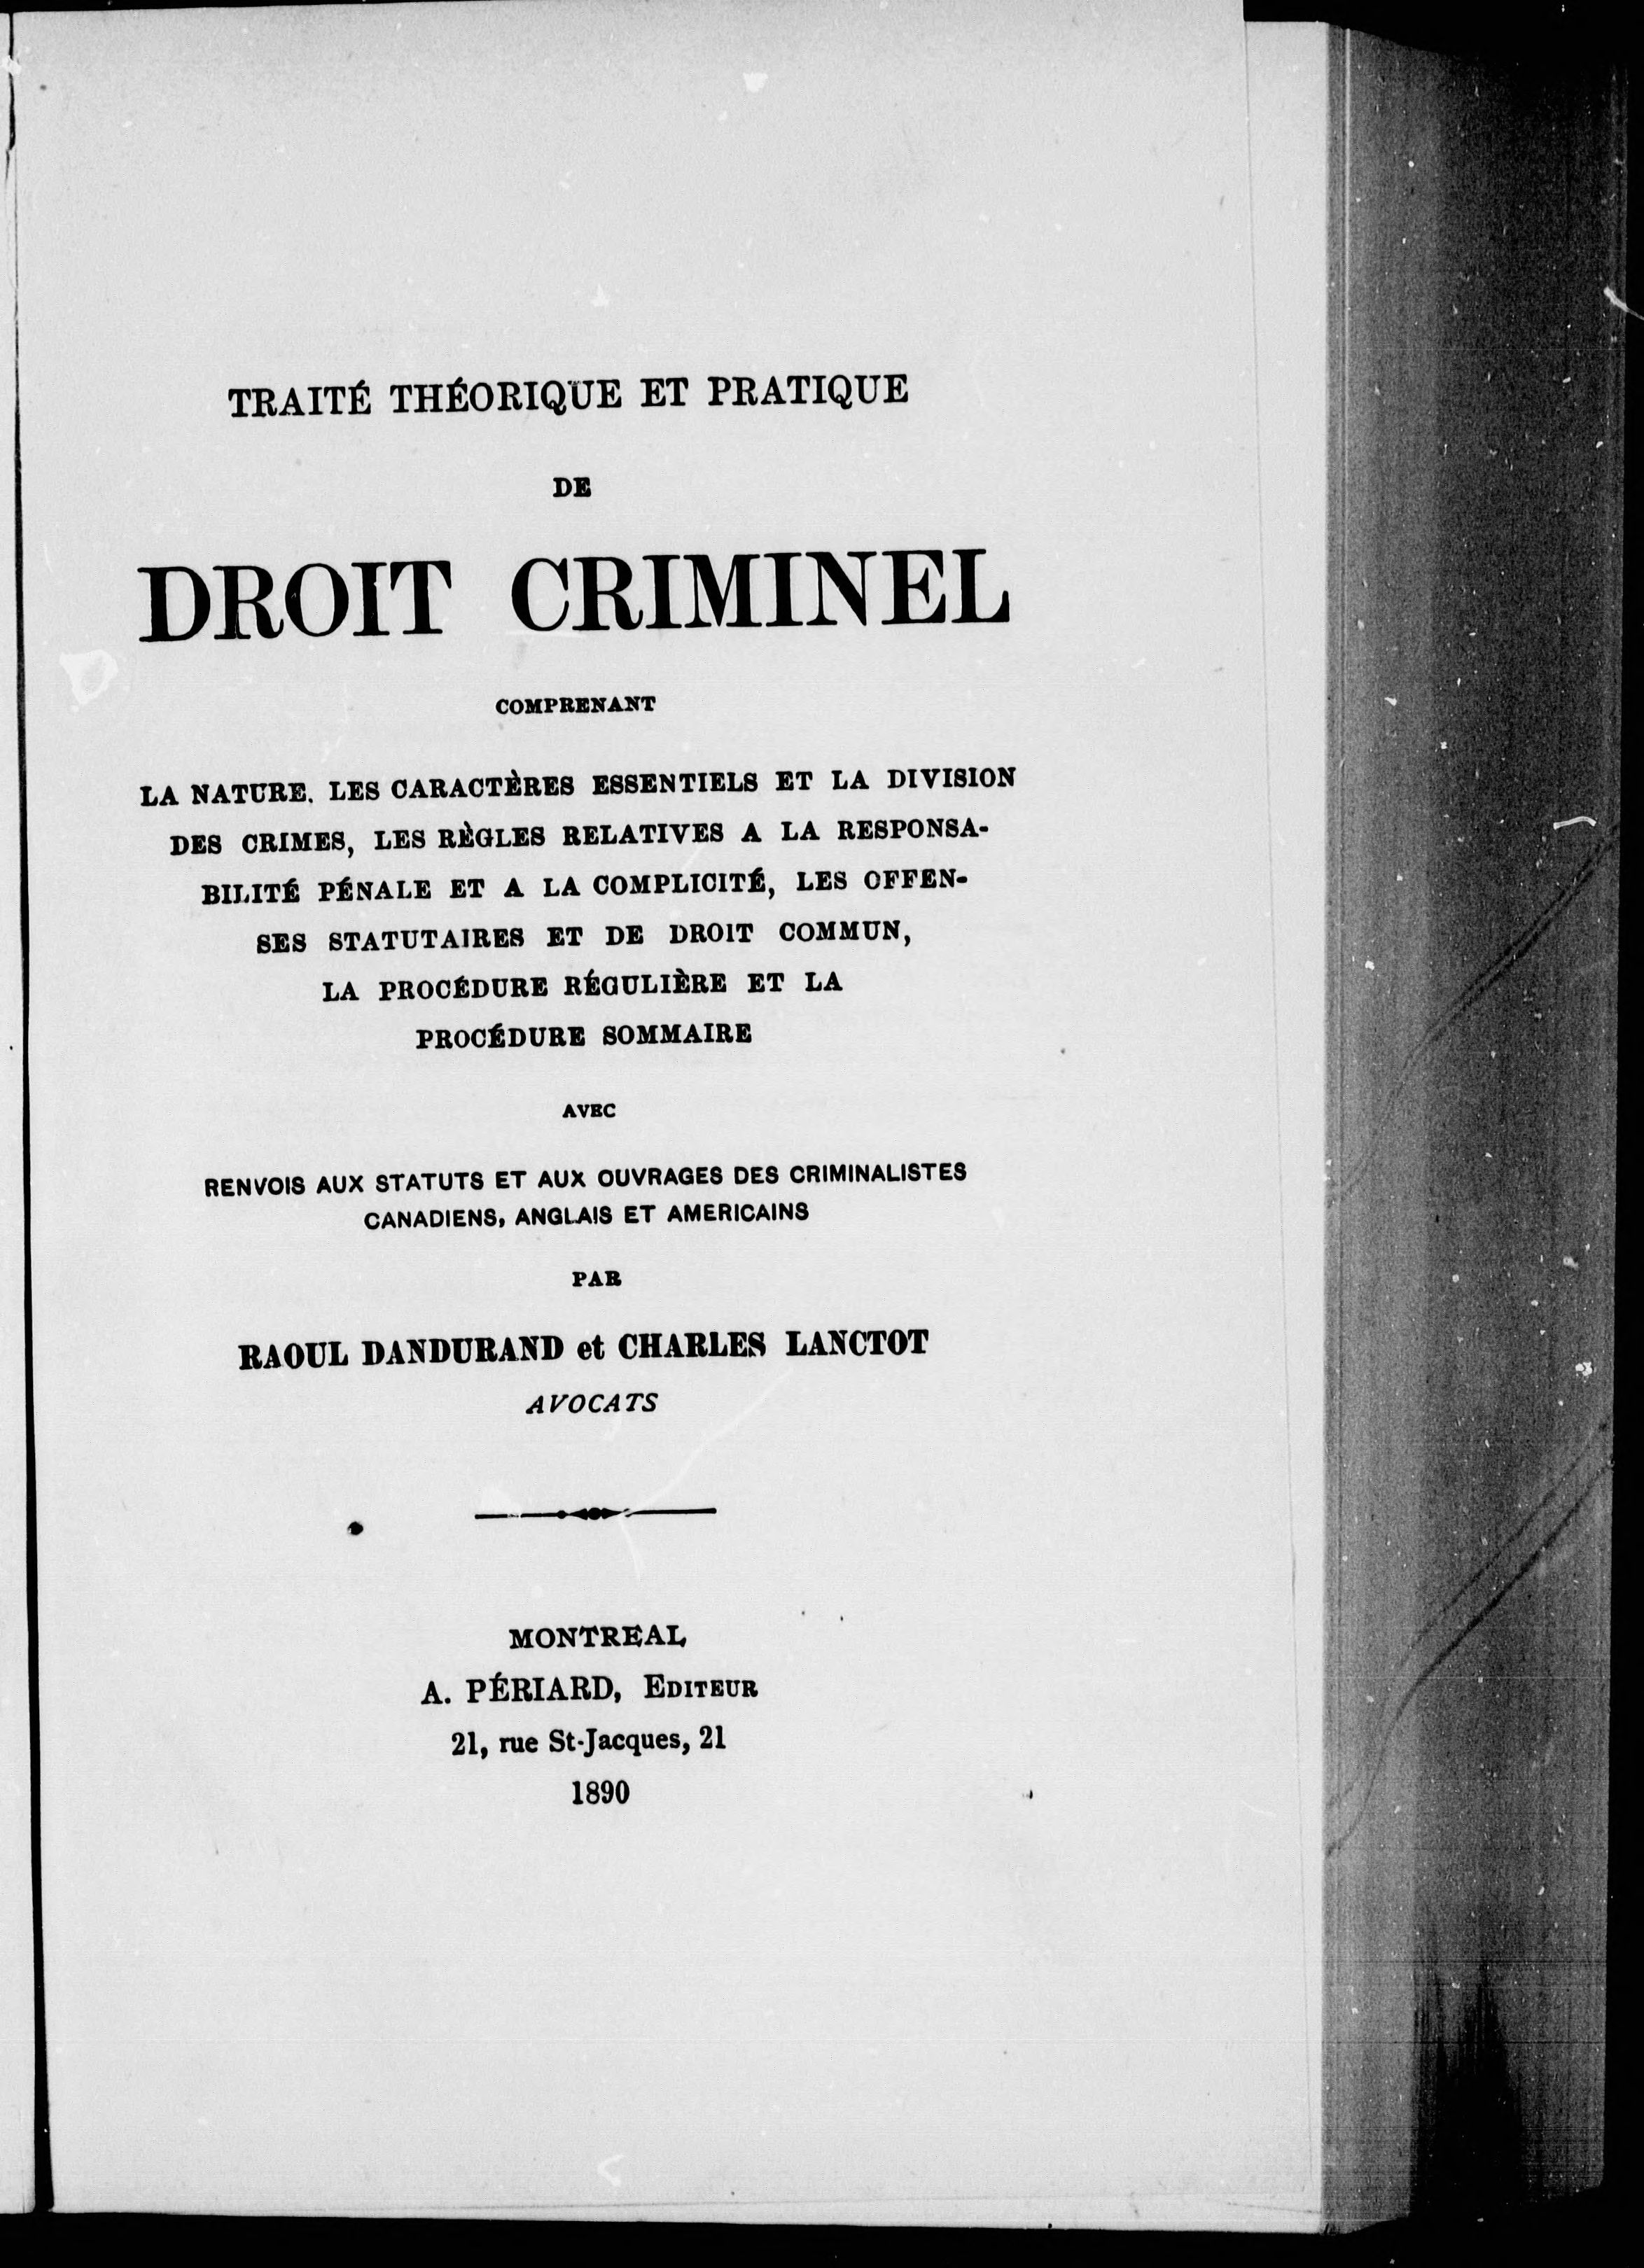 TRAITÉ THÉORIQUE ET PRATIQUE
DE
DROIT CRIMINEL
COMPRENANT
LA NATURE. LES CARACTÈRES ESSENTIELS ET LA DIVISION
DES CRIMES, LES RÈGLES RELATIVES A LA RESPONSA-
BILITÉ PÉNALE ET A LA COMPLICITÉ, LES OFFEN-
SES STATUTAIRES ET DE DROIT COMMUN,
LA PROCÉDURE RÉGULIÈRE ET LA
PROCÉDURE SOMMAIRE
AVEC
RENVOIS AUX STATUTS ET AUX OUVRAGES DES CRIMINALISTES
CANADIENS, ANGLAIS ET AMERICAINS
PAR
RAOUL DANDURAND et CHARLES LANCTOT
AVOCATS
MONTREAL
A. PÉRIARD, EDITEUR
21, rue St-Jacques, 21
1890